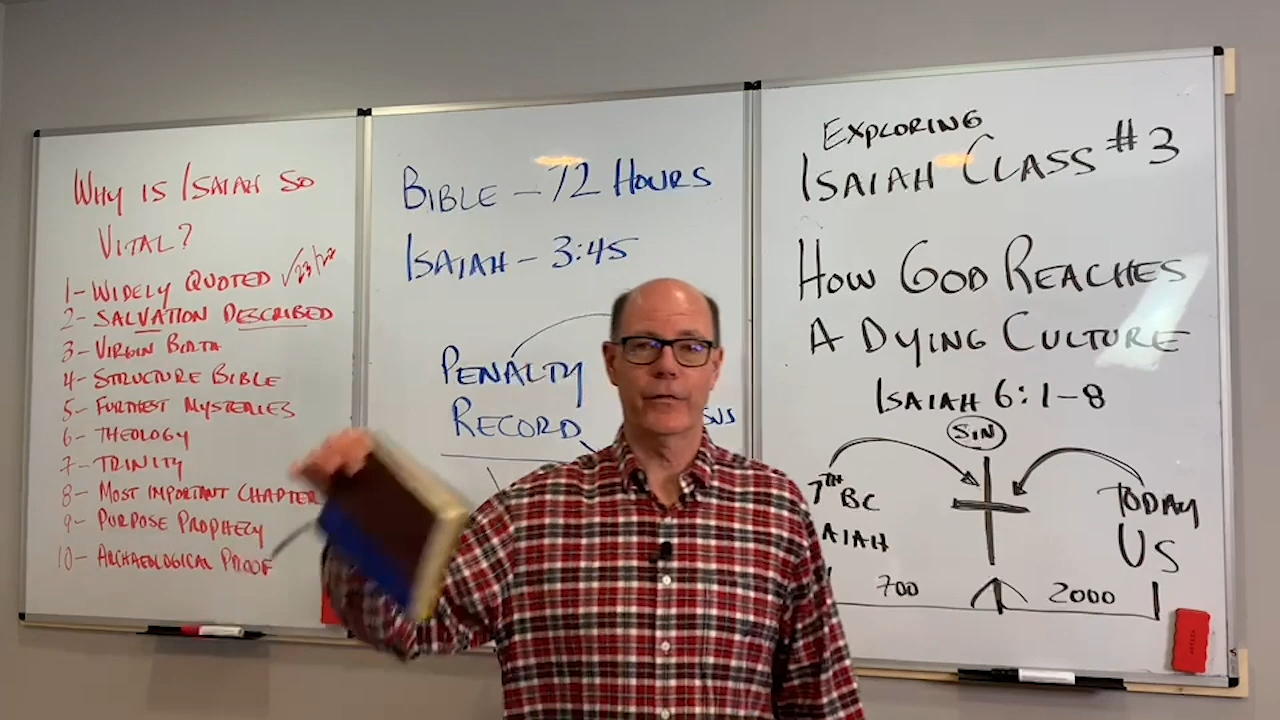 WHY IS ISAIAH SO
VITAL?
1- WIDELY QUOTED
2- SALVATION DESCRIBED
3- VIRGIN BIRTH
4- STRUCTURE BIBLE
5- FURTHEST MYSTERIES
6- THEOLOGY
7- TRINITY
8- MOST IMPORTANT CHAPTER
9- PURPOSE PROPHECY
10- ARCHAEOLOGICAL PROOF
BIBLE - 72 HOURS
ISAIAH - 3:45
PENALTY
RECORD
SUS
EXPLORING
ISAIAH CLASS #3
HOW GOD REACHES
A DYING CULTURE
ISAIAH 6:1-8
SIN
7TH BC
AIAH
TODAY
US
700
2000